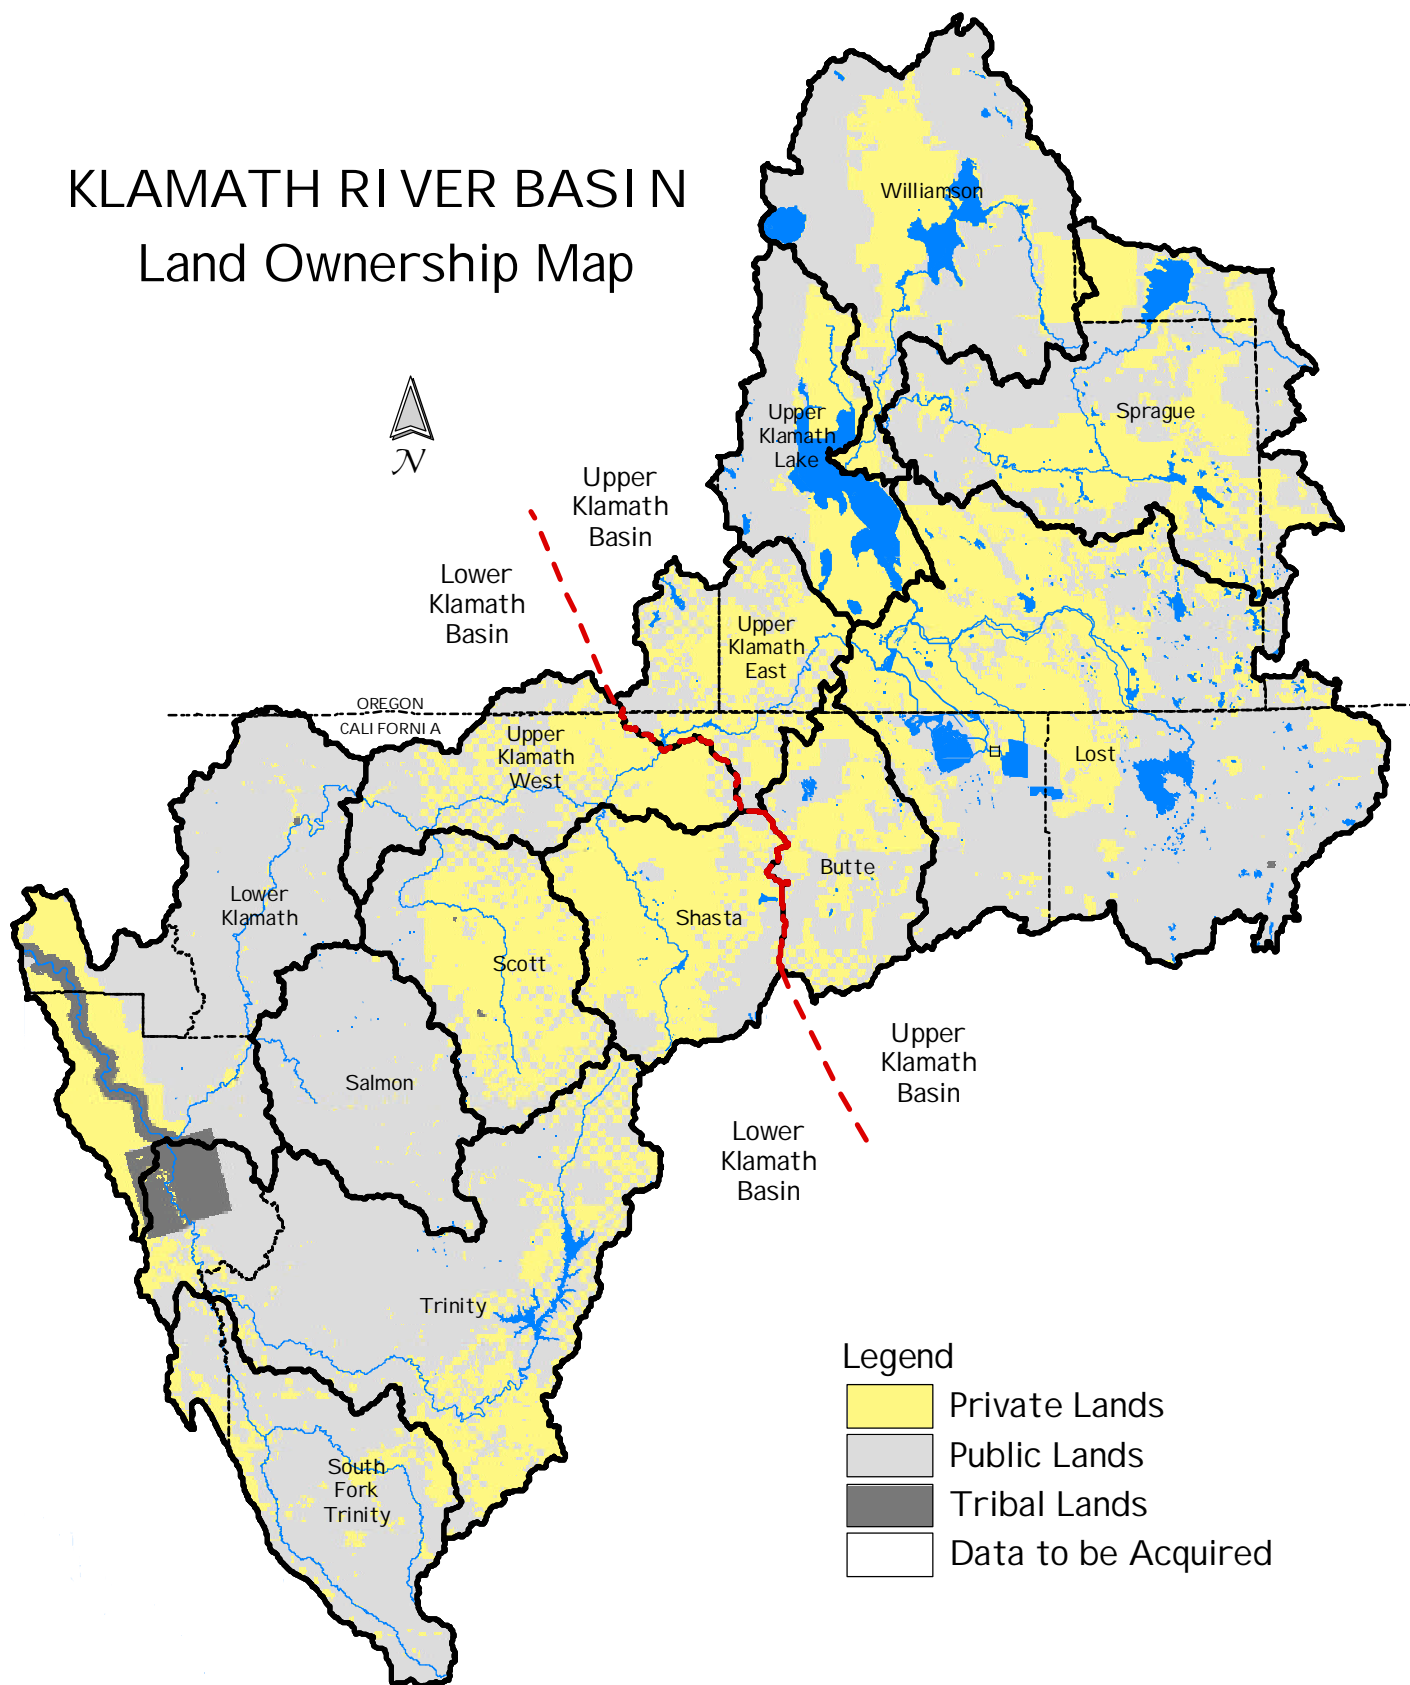 KLAMATH RIVER BASIN
Land Ownership Map
N
Williamson
Sprague
Upper
Klamath
Lake
Upper
Klamath
Basin
Lower
Klamath
Basin
Upper
Klamath
East
OREGON
CALIFORNIA
Upper
Klamath
West
Lost
Butte
Lower
Klamath
Shasta
Scott
Salmon
Upper
Klamath
Basin
Lower
Klamath
Basin
Trinity
South
Fork
Trinity
Legend
Private Lands
Public Lands
Tribal Lands
Data to be Acquired